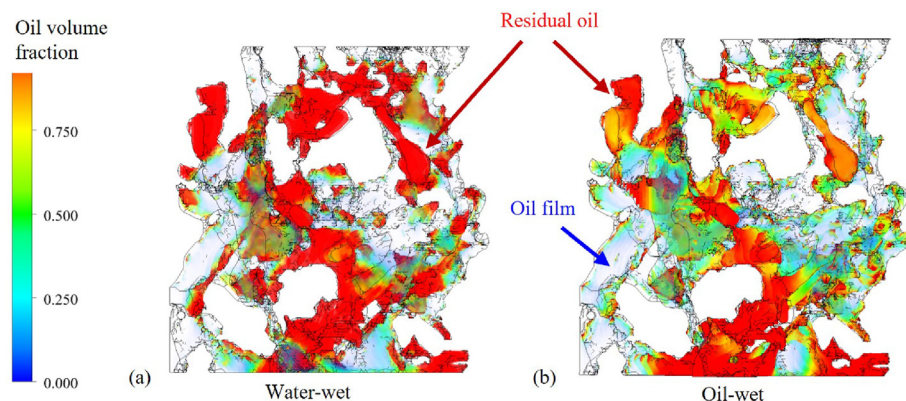 Oil volume
fraction
0.750
0.500
0.250
0.000
Residual oil
Oil film
(a)
Water-wet
(b)
Oil-wet